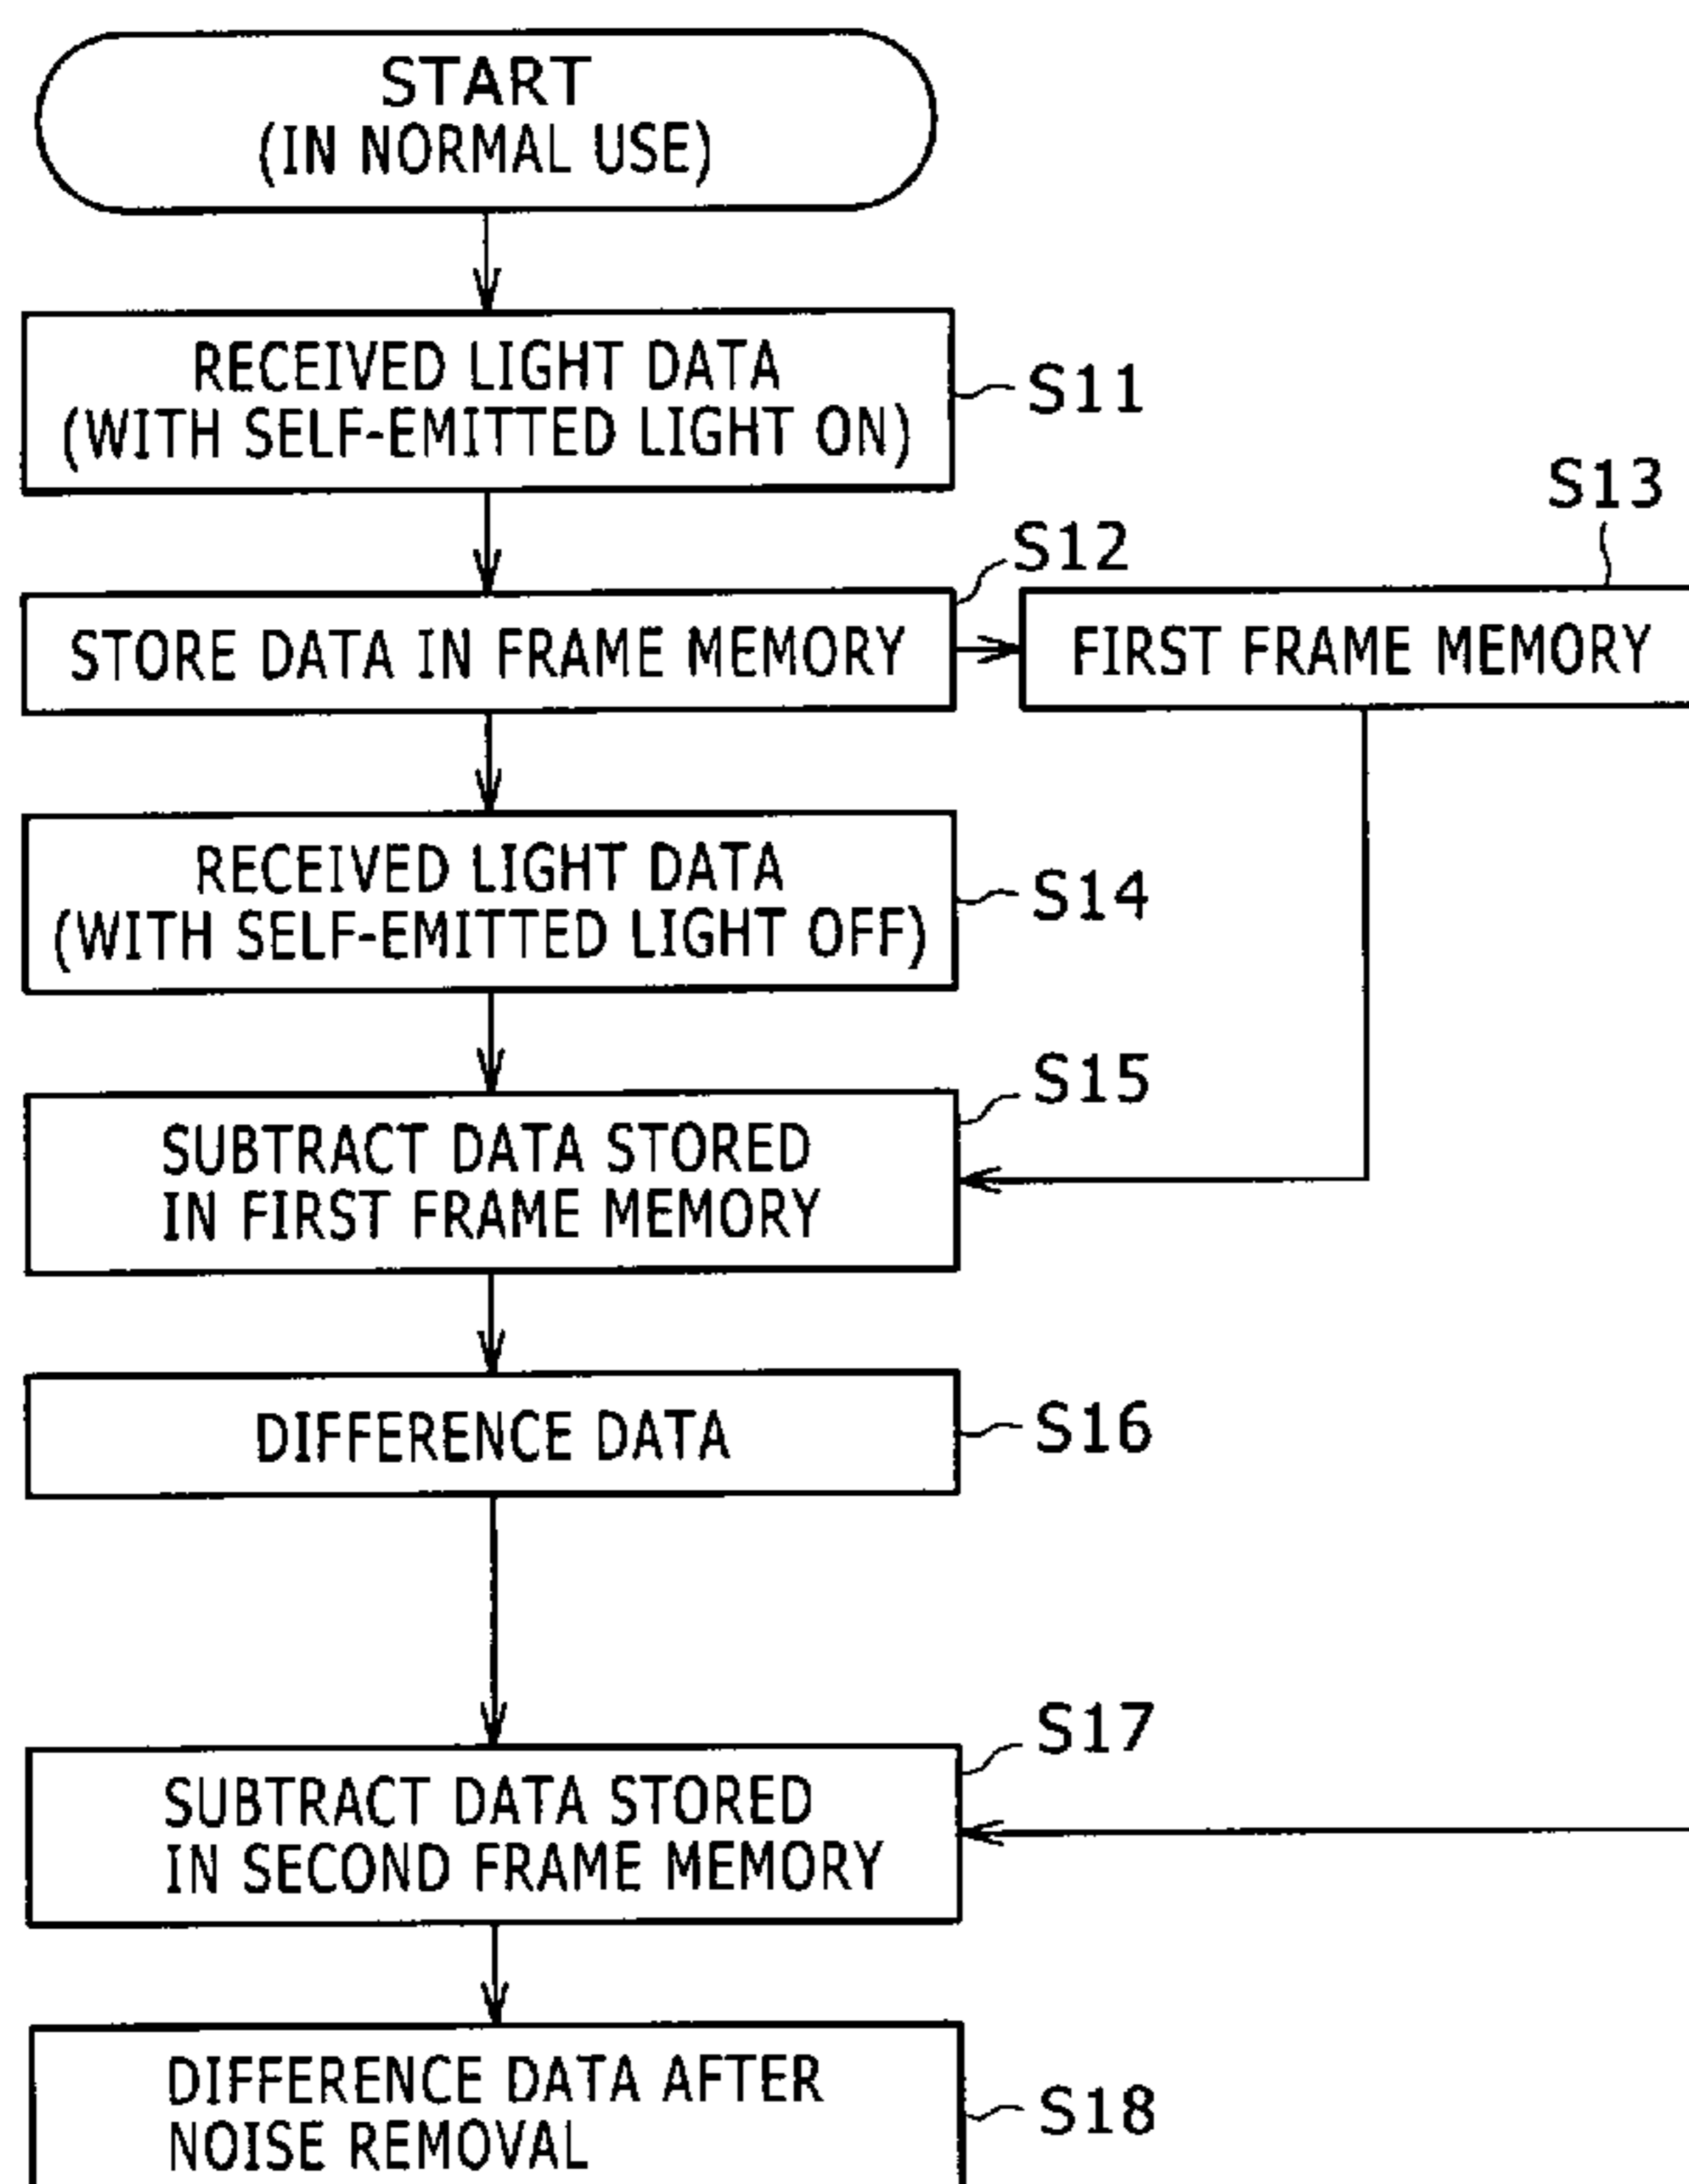 START
(IN NORMAL USE)
RECEIVED LIGHT DATA
(WITH SELF-EMITTED LIGHT ON)
S11
S12
S13
STORE DATA IN FRAME MEMORY
FIRST FRAME MEMORY
RECEIVED LIGHT DATA
(WITH SELF-EMITTED LIGHT OFF)
S14
S15
SUBTRACT DATA STORED
IN FIRST FRAME MEMORY
DIFFERENCE DATA
S16
S17
SUBTRACT DATA STORED
IN SECOND FRAME MEMORY
DIFFERENCE DATA AFTER
NOISE REMOVAL
S18